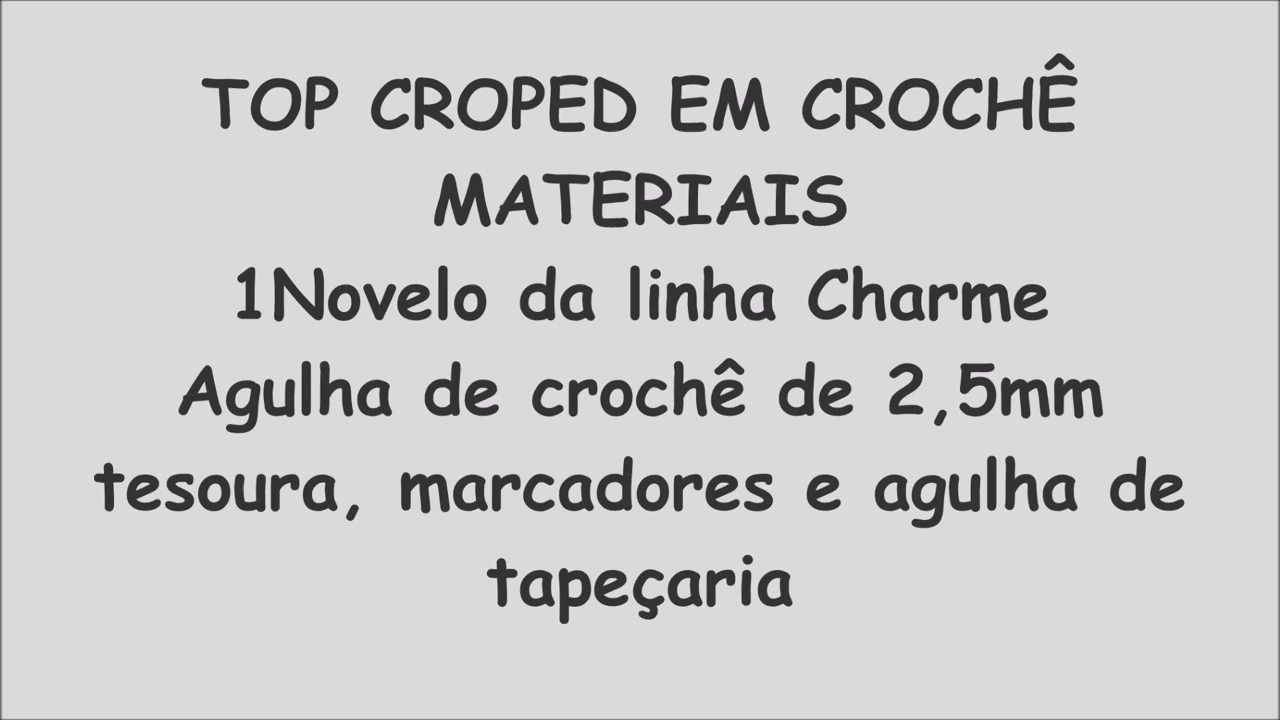 TOP CROPED EM CROCHÊ
MATERIAIS
1Novelo da linha Charme
Agulha de crochê de 2,5mm
tesoura, marcadores e agulha de
tapeçaria